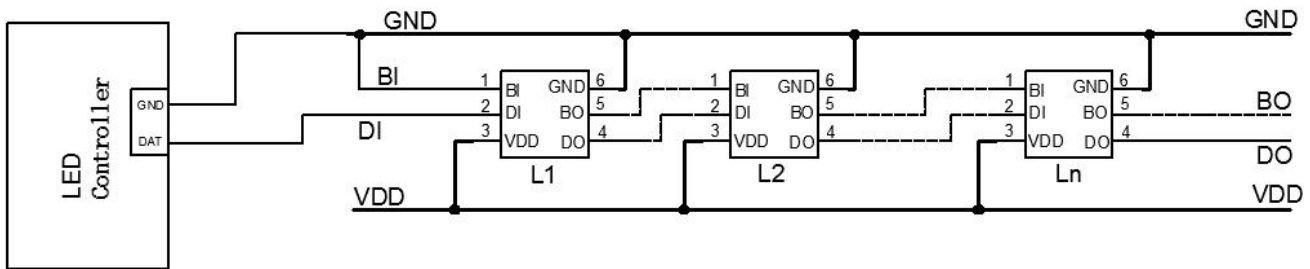 LED Controller
GND
DAT
GND
GND
BI
DI
VDD
VDD
1 BI GND 6
2 DI BO 5
3 VDD DO 4
L1
1 BI GND 6
2 DI BO 5
3 VDD DO 4
L2
1 BI GND 6
2 DI BO 5
3 VDD DO 4
Ln
BO
DO